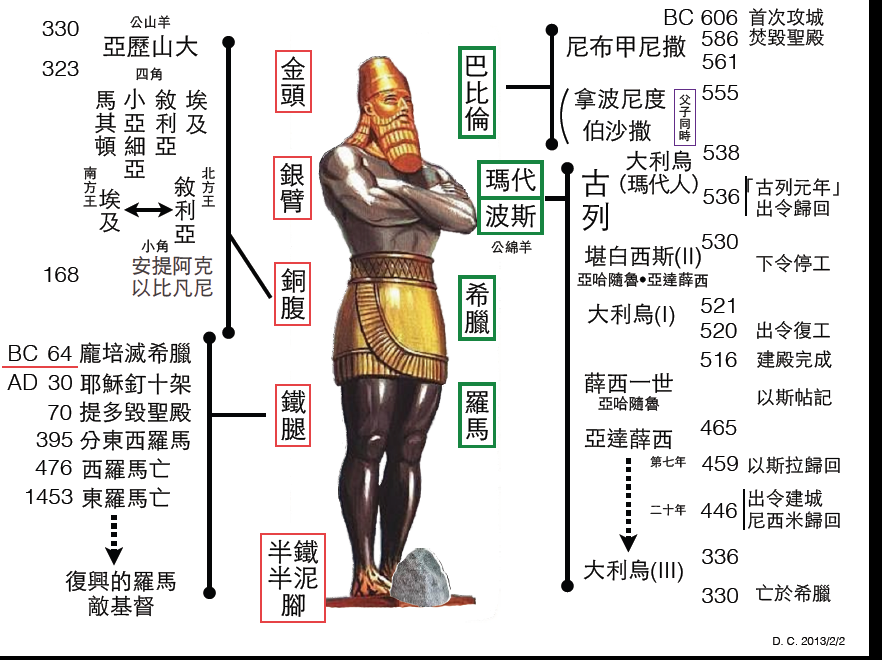 330
公山羊
亞歷山大
323
四角
馬其頓
小亞細亞
敘利亞
埃及
南方王
埃及
敘利亞
北方王
小角
168
安提阿克
以比凡尼
BC 64 龐培滅希臘
AD 30 耶穌釘十架
70 提多毀聖殿
395 分東西羅馬
476 西羅馬亡
1453 東羅馬亡
復興的羅馬
敵基督
金頭
銀臂
銅腹
鐵腿
半鐵
半泥
腳
巴比倫
瑪代
波斯
公綿羊
希臘
羅馬
BC 606 首次攻城
尼布甲尼撒
586 焚毀聖殿
561
拿波尼度
伯沙撒
父子同時
555
大利烏
(瑪代人)
538
古列
536 「古列元年」
出令歸回
530
堪白西斯(II)
亞哈隨魯•亞達薛西
下令停工
521
大利烏(I)
520 出令復工
516 建殿完成
薛西一世
亞哈隨魯
以斯帖記
465
亞達薛西
第七年 459 以斯拉歸回
二十年 446 出令建城
尼西米歸回
336
大利烏(III)
330 亡於希臘
D. C. 2013/2/2